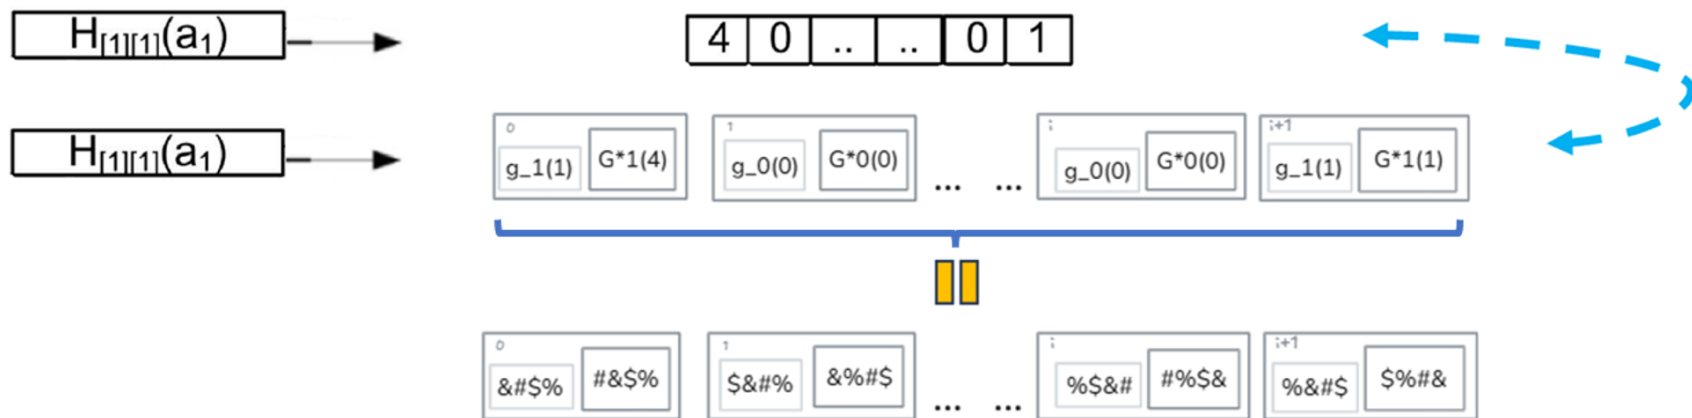 H[1][1](a1) 4 0 .. .. 0 1
0 1 i i+1
H[1][1](a1) g_1(1) G*1(4) g_0(0) G*0(0) ... ... g_0(0) G*0(0) g_1(1) G*1(1)
0 1 i i+1
&#$% #&$% $&#% &%#$ ... ... %$&# #%$& %&#$ $%#&